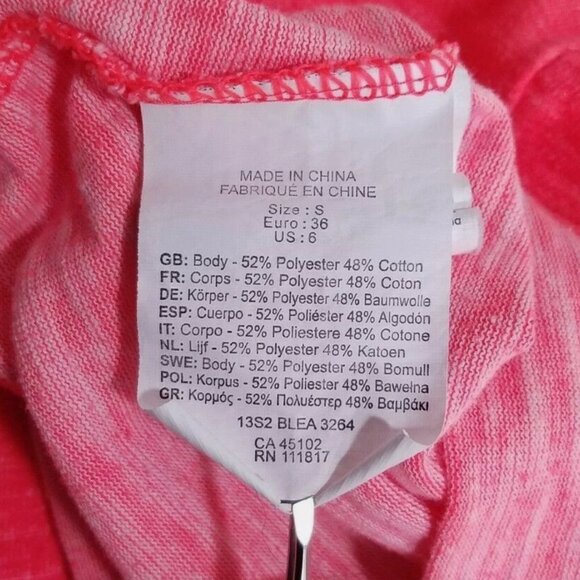 MADE IN CHINA
FABRIQUÉ EN CHINE
Size : S
Euro : 36
US : 6
GB: Body - 52% Polyester 48% Cotton
FR: Corps - 52% Polyester 48% Coton
DE: Körper - 52% Polyester 48% Baumwolle
ESP: Cuerpo - 52% Poliéster 48% Algodón
IT: Corpo - 52% Poliestere 48% Cotone
NL: Lijf - 52% Polyester 48% Katoen
SWE: Body - 52% Polyester 48% Bomull
POL: Korpus - 52% Poliester 48% Bawełna
GR: Κορμός - 52% Πολυέστερ 48% Βαμβάκι
13S2 BLEA 3264
CA 45102
RN 111817